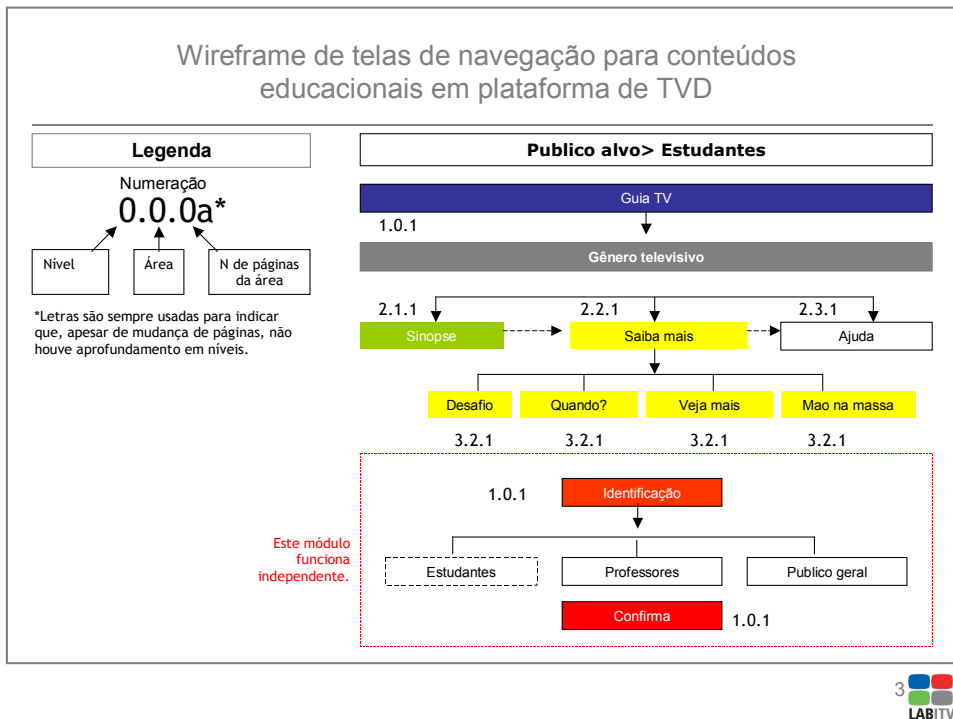 Wireframe de telas de navegação para conteúdos
educacionais em plataforma de TVD
Legenda
Numeração
0.0.0a*
Nível
Área
N de páginas
da área
*Letras são sempre usadas para indicar
que, apesar de mudança de páginas, não
houve aprofundamento em níveis.
Publico alvo> Estudantes
Guia TV
1.0.1
Gênero televisivo
2.1.1
2.2.1
2.3.1
Sinopse
Saiba mais
Ajuda
Desafio
Quando?
Veja mais
Mao na massa
3.2.1
3.2.1
3.2.1
3.2.1
1.0.1
Identificação
Este módulo
funciona
independente.
Estudantes
Professores
Publico geral
Confirma
1.0.1
3
LABITV